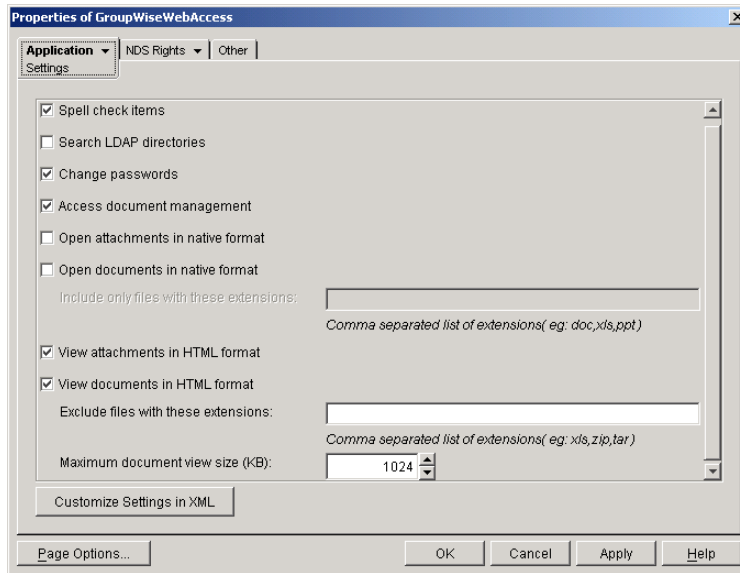 Properties of GroupWiseWebAccess
Application NDS Rights Other
Settings
Spell check items
Search LDAP directories
Change passwords
Access document management
Open attachments in native format
Open documents in native format
Include only files with these extensions:
Comma separated list of extensions( eg: doc,xls,ppt )
View attachments in HTML format
View documents in HTML format
Exclude files with these extensions:
Comma separated list of extensions( eg: xls,zip,tar )
Maximum document view size (KB): 1024
Customize Settings in XML
Page Options... OK Cancel Apply Help